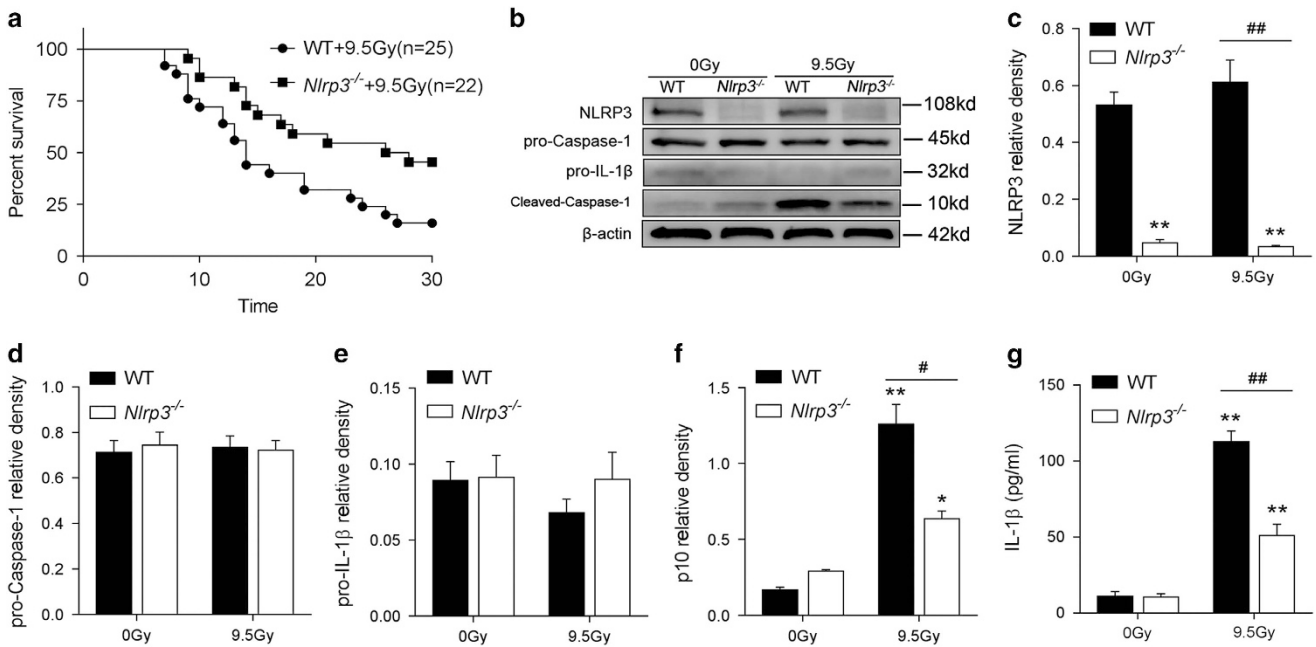 a
100
75
50
25
0
Percent survival
0
10
20
30
Time
WT+9.5Gy(n=25)
Nlrp3-/-+9.5Gy(n=22)
b
0Gy 9.5Gy
WT Nlrp3-/- WT Nlrp3-/-
NLRP3 108kd
pro-Caspase-1 45kd
pro-IL-1β 32kd
Cleaved-Caspase-1 10kd
β-actin 42kd
c
WT
Nlrp3-/-
##
NLRP3 relative density
0.8
0.6
0.4
0.2
0.0
** **
0Gy 9.5Gy
d
WT
Nlrp3-/-
pro-Caspase-1 relative density
1.0
0.8
0.6
0.4
0.2
0.0
0Gy 9.5Gy
e
WT
Nlrp3-/-
pro-IL-1β relative density
0.15
0.10
0.05
0.00
0Gy 9.5Gy
f
WT
Nlrp3-/-
#
**
*
p10 relative density
1.5
1.0
0.5
0.0
0Gy 9.5Gy
g
WT
Nlrp3-/-
##
**
**
IL-1β (pg/ml)
150
100
50
0
0Gy 9.5Gy